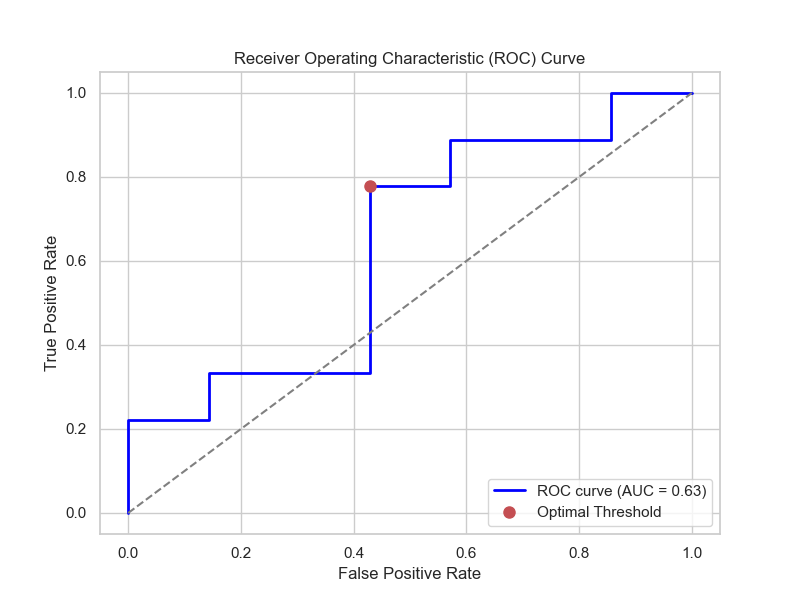 Receiver Operating Characteristic (ROC) Curve
1.0
0.8
0.6
0.4
0.2
0.0
True Positive Rate
0.0 0.2 0.4 0.6 0.8 1.0
False Positive Rate
ROC curve (AUC = 0.63)
Optimal Threshold